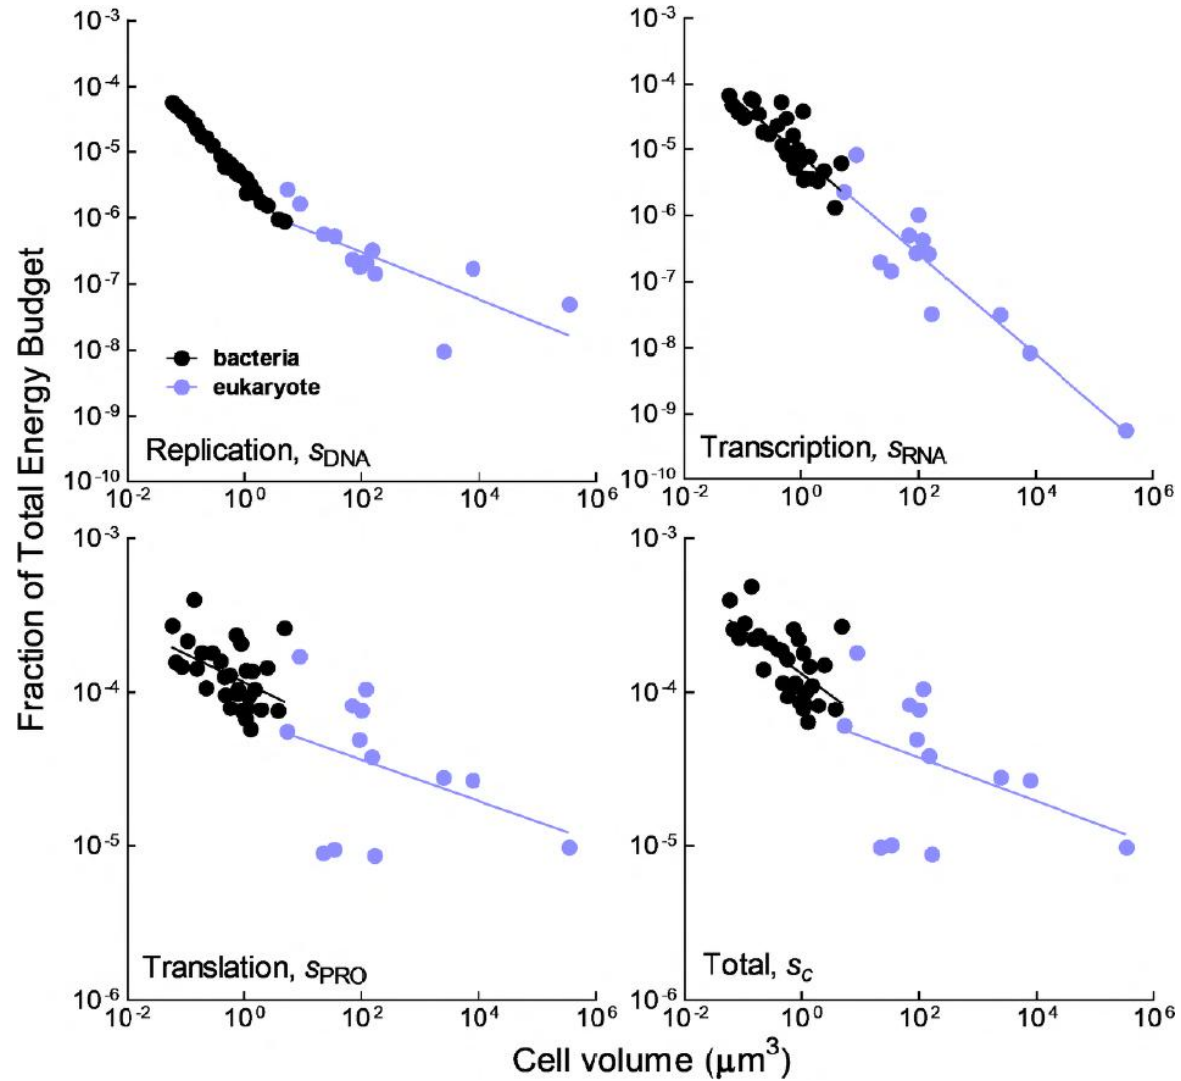 Fraction of Total Energy Budget
10⁻³
10⁻⁴
10⁻⁵
10⁻⁶
10⁻⁷
10⁻⁸
10⁻⁹
10⁻¹⁰
bacteria
eukaryote
Replication, s_DNA
10⁻² 10⁰ 10² 10⁴ 10⁶
10⁻³
10⁻⁴
10⁻⁵
10⁻⁶
10⁻⁷
10⁻⁸
10⁻⁹
10⁻¹⁰
Transcription, s_RNA
10⁻² 10⁰ 10² 10⁴ 10⁶
10⁻³
10⁻⁴
10⁻⁵
10⁻⁶
Translation, s_PRO
10⁻² 10⁰ 10² 10⁴ 10⁶
10⁻³
10⁻⁴
10⁻⁵
10⁻⁶
Total, s_c
10⁻² 10⁰ 10² 10⁴ 10⁶
Cell volume (μm³)